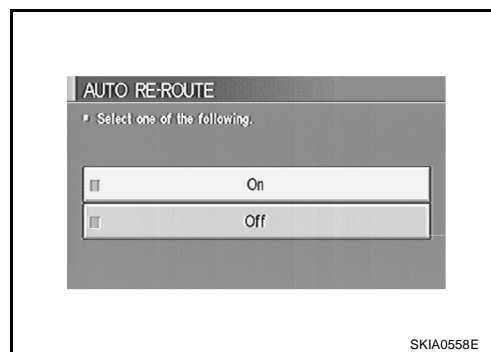 AUTO RE-ROUTE
Select one of the following.
On
Off
SKIA0558E